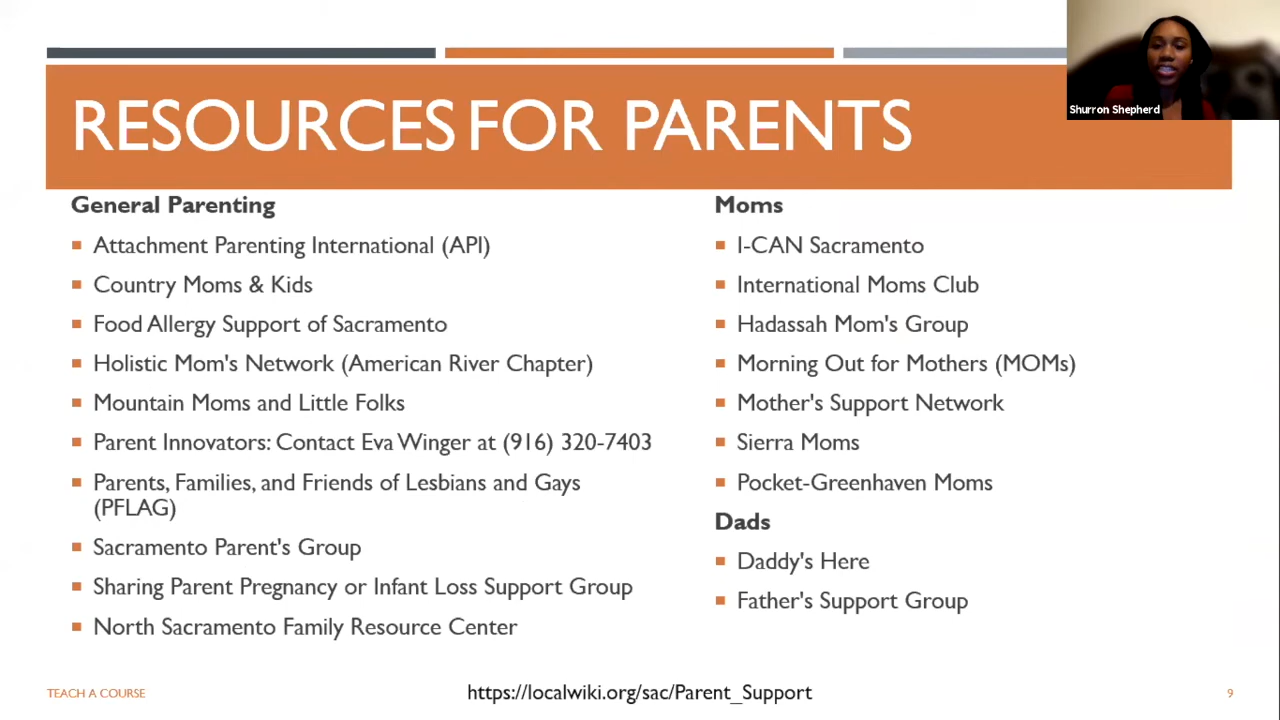 RESOURCES FOR PARENTS
Shurron Shepherd
General Parenting
Attachment Parenting International (API)
Country Moms & Kids
Food Allergy Support of Sacramento
Holistic Mom's Network (American River Chapter)
Mountain Moms and Little Folks
Parent Innovators: Contact Eva Winger at (916) 320-7403
Parents, Families, and Friends of Lesbians and Gays
(PFLAG)
Sacramento Parent's Group
Sharing Parent Pregnancy or Infant Loss Support Group
North Sacramento Family Resource Center
Moms
I-CAN Sacramento
International Moms Club
Hadassah Mom's Group
Morning Out for Mothers (MOMs)
Mother's Support Network
Sierra Moms
Pocket-Greenhaven Moms
Dads
Daddy's Here
Father's Support Group
TEACH A COURSE
https://localwiki.org/sac/Parent_Support
9